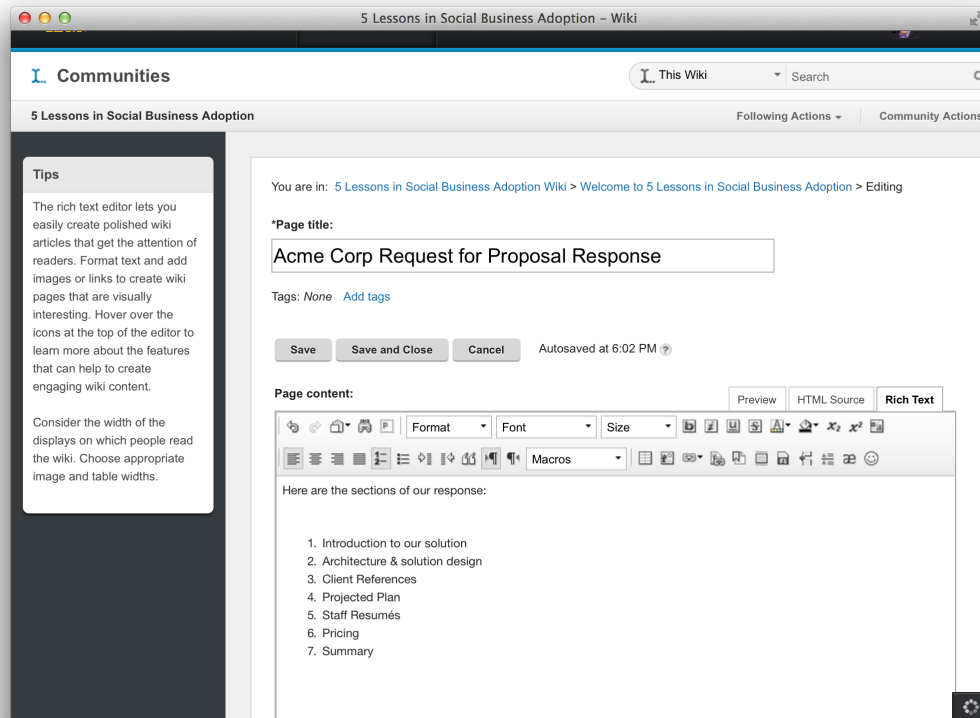 5 Lessons in Social Business Adoption – Wiki
Communities
This Wiki
Search
5 Lessons in Social Business Adoption
Following Actions
Community Actions
Tips
The rich text editor lets you
easily create polished wiki
articles that get the attention of
readers. Format text and add
images or links to create wiki
pages that are visually
interesting. Hover over the
icons at the top of the editor to
learn more about the features
that can help to create
engaging wiki content.
Consider the width of the
displays on which people read
the wiki. Choose appropriate
image and table widths.
You are in: 5 Lessons in Social Business Adoption Wiki > Welcome to 5 Lessons in Social Business Adoption > Editing
*Page title:
Acme Corp Request for Proposal Response
Tags: None Add tags
Save Save and Close Cancel Autosaved at 6:02 PM ?
Page content:
Preview HTML Source Rich Text
Format Font Size
Macros
Here are the sections of our response:
1. Introduction to our solution
2. Architecture & solution design
3. Client References
4. Projected Plan
5. Staff Resumés
6. Pricing
7. Summary